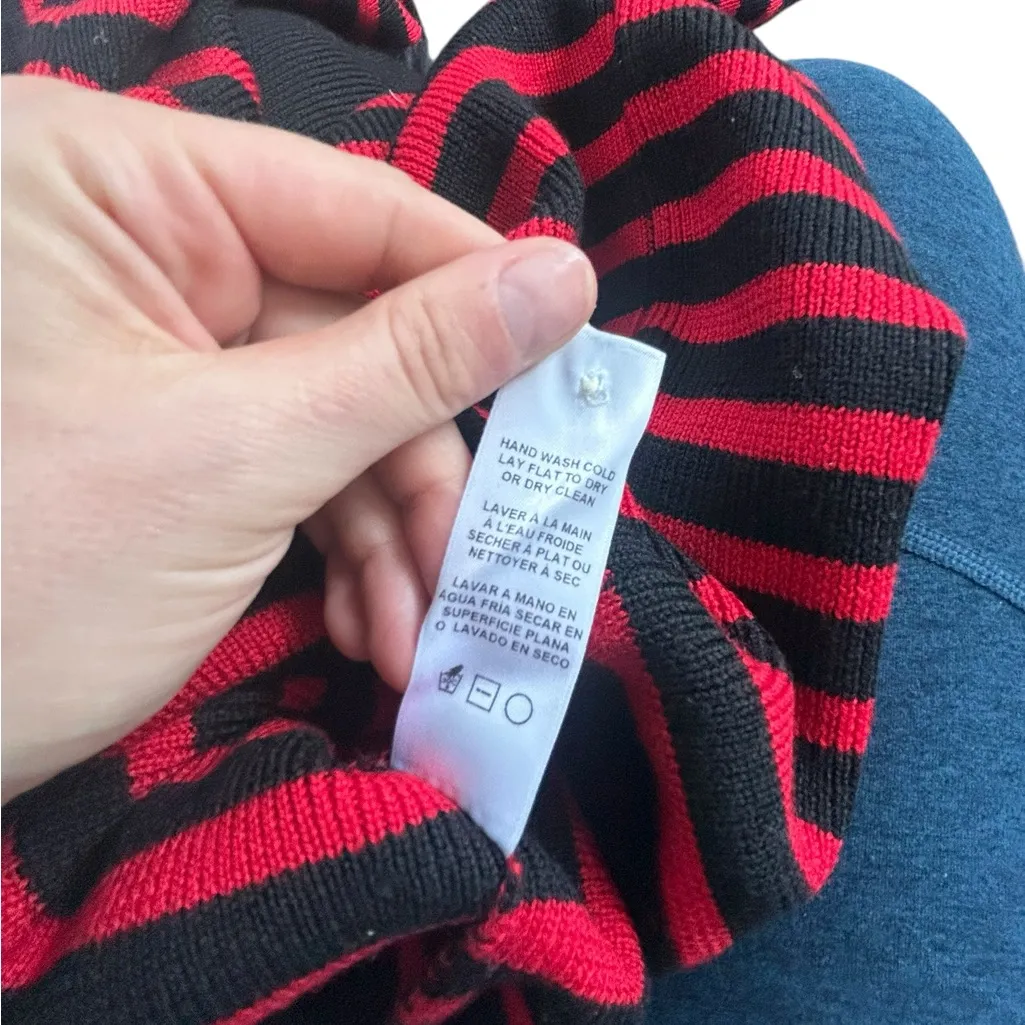 HAND WASH COLD
LAY FLAT TO DRY
OR DRY CLEAN
LAVER À LA MAIN
À L'EAU FROIDE
SECHER À PLAT OU
NETTOYER À SEC
LAVAR A MANO EN
AGUA FRÍA SECAR EN
SUPERFICIE PLANA
O LAVADO EN SECO